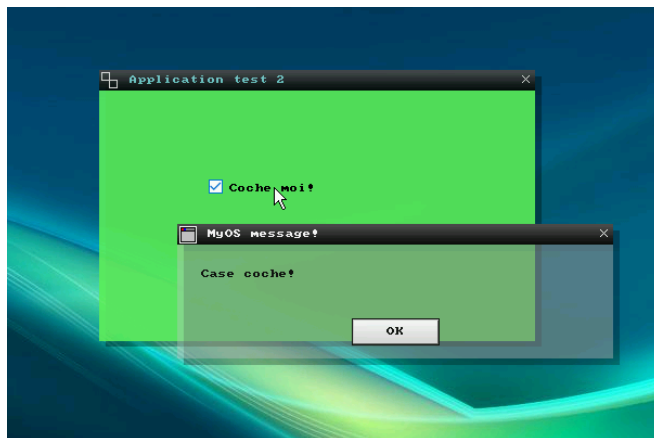 Application test 2
Coche moi!
MyOS message!
Case coche!
OK